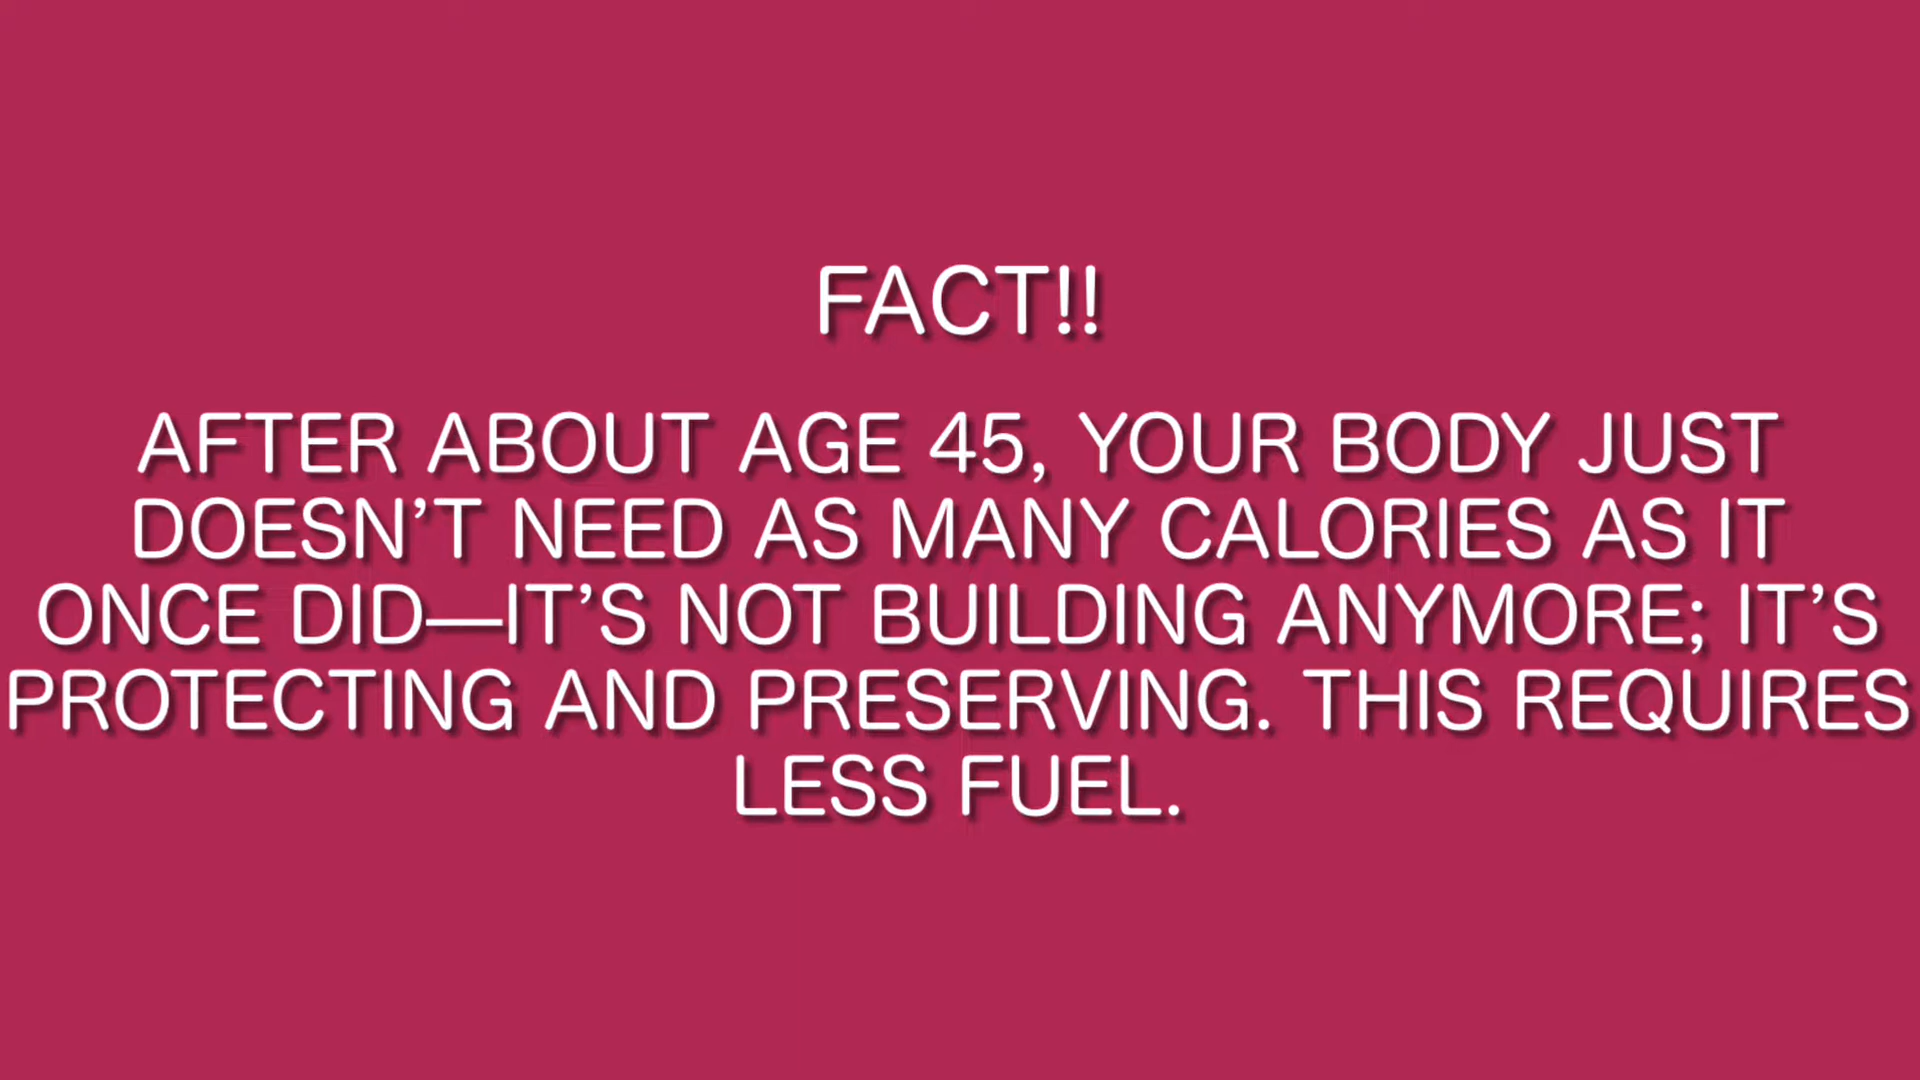 FACT!!
AFTER ABOUT AGE 45, YOUR BODY JUST
DOESN’T NEED AS MANY CALORIES AS IT
ONCE DID—IT’S NOT BUILDING ANYMORE; IT’S
PROTECTING AND PRESERVING. THIS REQUIRES
LESS FUEL.